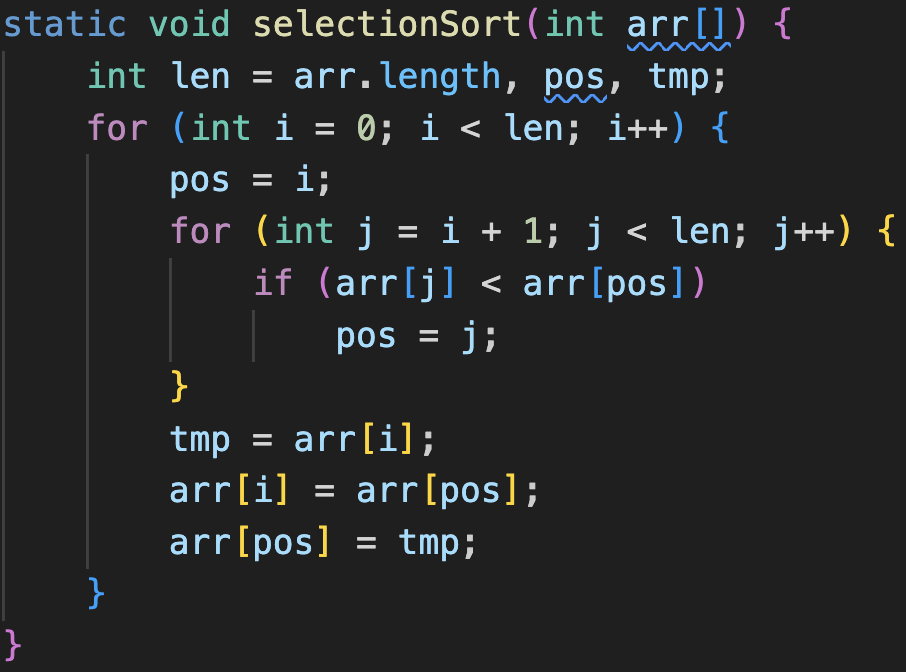 static void selectionSort(int arr[]) {
    int len = arr.length, pos, tmp;
    for (int i = 0; i < len; i++) {
        pos = i;
        for (int j = i + 1; j < len; j++) {
            if (arr[j] < arr[pos])
                pos = j;
        }
        tmp = arr[i];
        arr[i] = arr[pos];
        arr[pos] = tmp;
    }
}